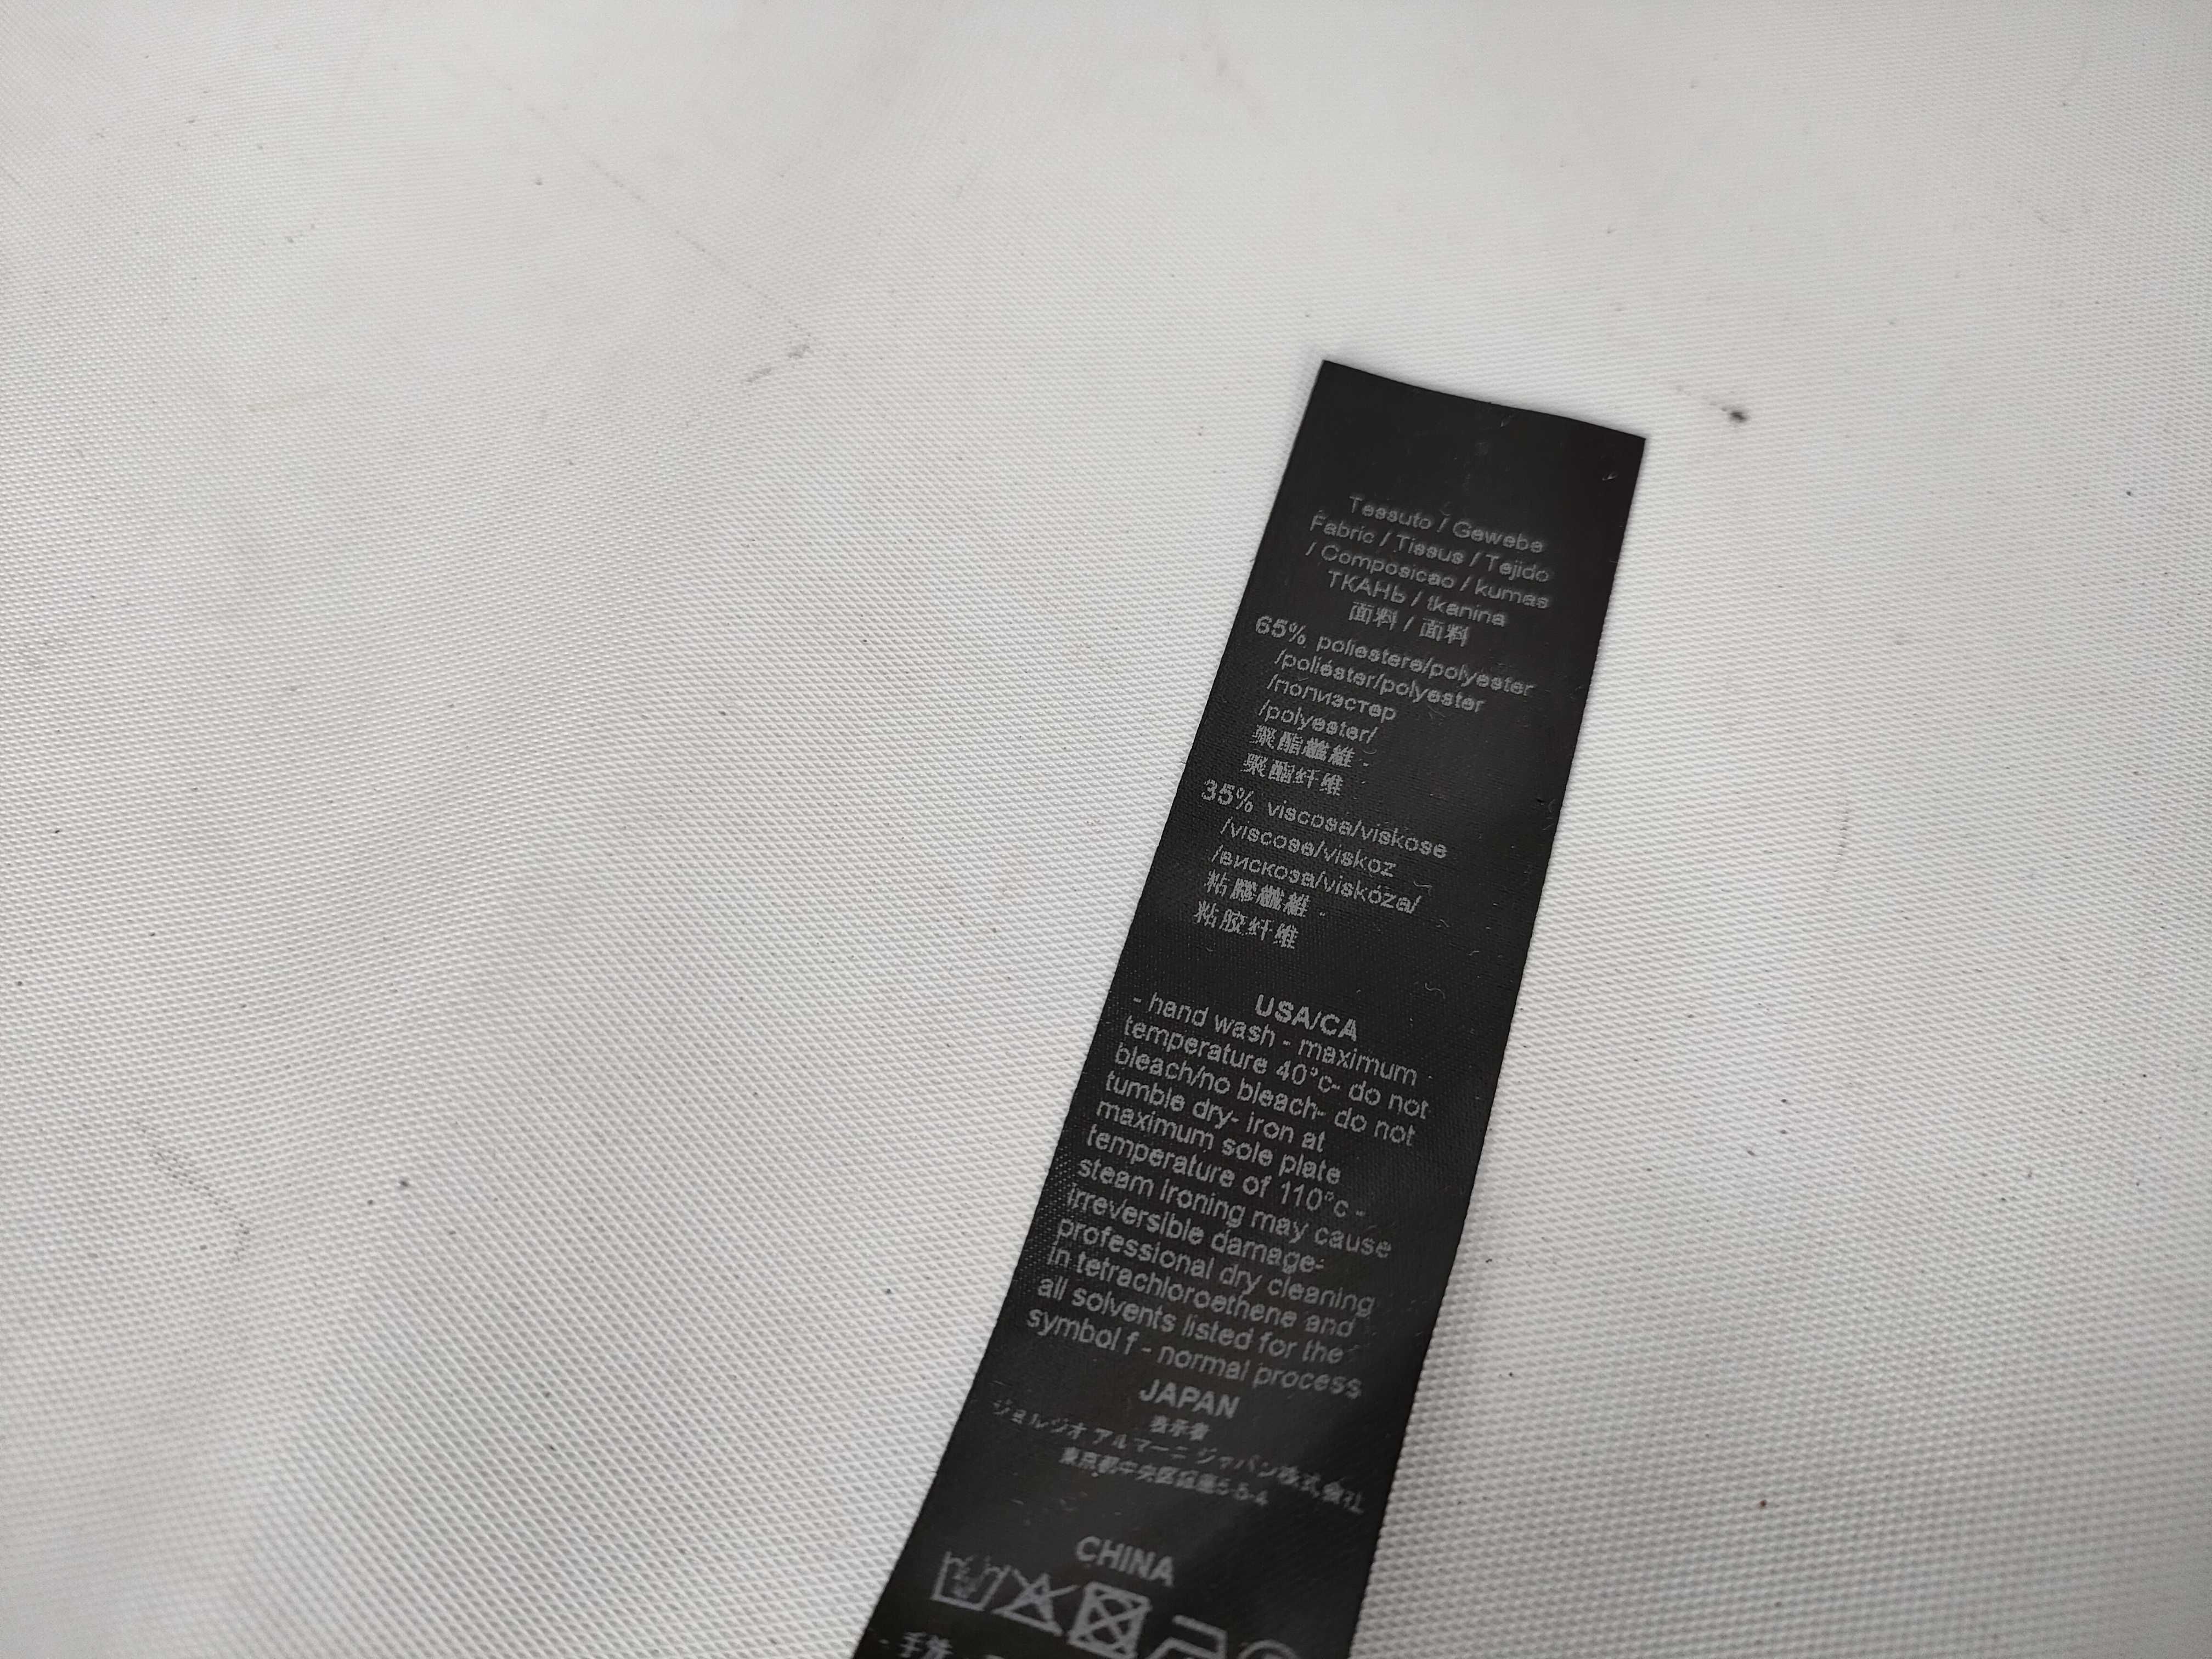 Tessuto / Gewebe
Fabric / Tissus / Tejido
/ Composicao / kumas
ТКАНЬ / tkanina
面料 / 面料
65% poliestere/polyester
/poliéster/polyester
/полиэстер
/polyester/
聚酯纖維 -
聚酯纤维
35% viscosa/viskose
/viscose/viskoz
/вискоза/viskóza/
粘膠纖維 -
粘胶纤维
USA/CA
- hand wash - maximum
temperature 40°c- do not
bleach/no bleach- do not
tumble dry- iron at
maximum sole plate
temperature of 110°c -
steam ironing may cause
irreversible damage-
professional dry cleaning
in tetrachloroethene and
all solvents listed for the
symbol f - normal process
JAPAN
表示者
ジョルジオ アルマーニ ジャパン株式会社
東京都中央区銀座5-5-4
CHINA
- 手洗